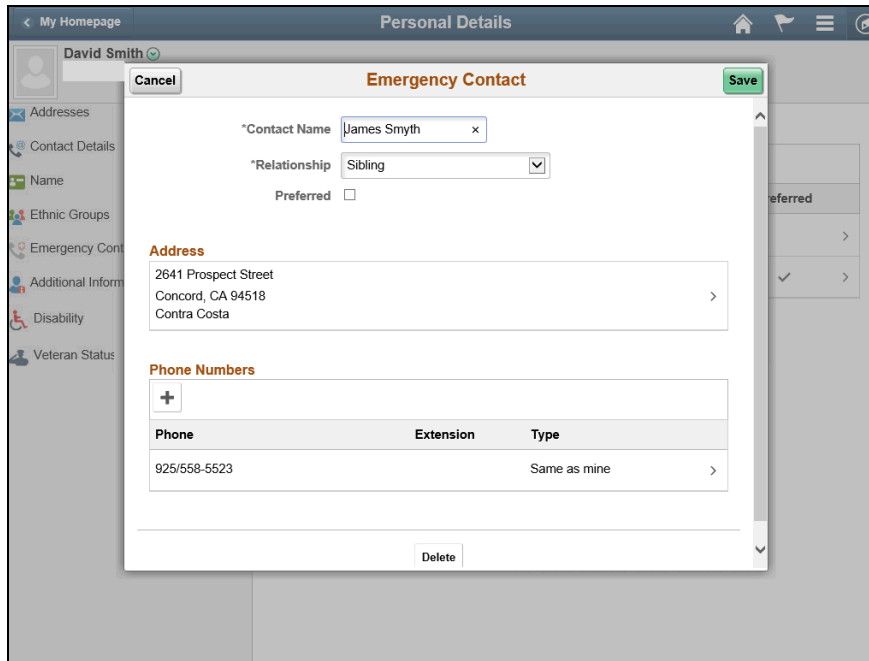 My Homepage
Personal Details
David Smith
Cancel
Emergency Contact
Save
Addresses
Contact Details
Name
Ethnic Groups
Emergency Cont
Additional Inform
Disability
Veteran Status
*Contact Name James Smyth ×
*Relationship Sibling
Preferred
eferred
Address
2641 Prospect Street
Concord, CA 94518
Contra Costa
Phone Numbers
+
Phone Extension Type
925/558-5523 Same as mine
Delete